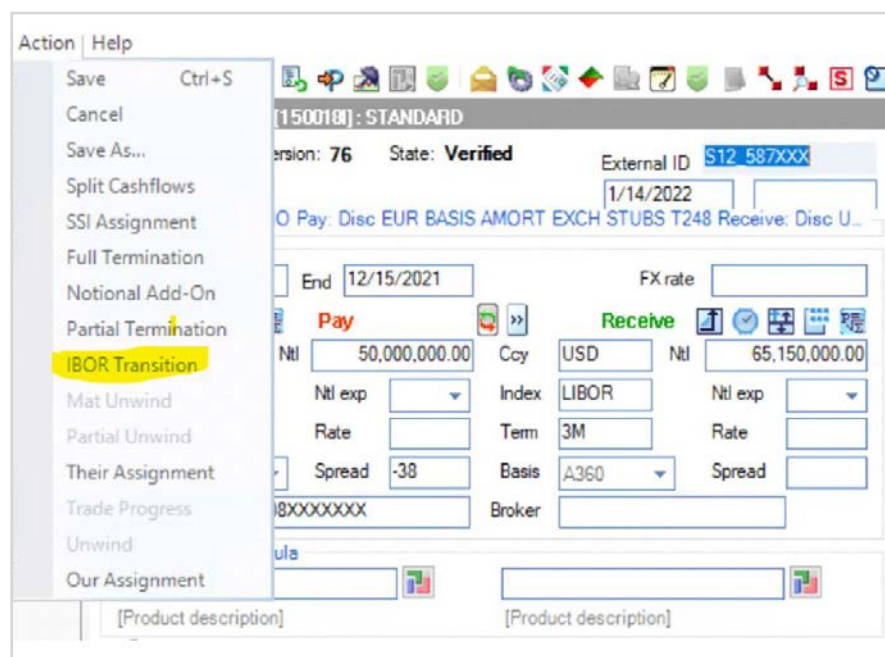 Action | Help
Save Ctrl+S
Cancel
Save As...
Split Cashflows
SSI Assignment
Full Termination
Notional Add-On
Partial Termination
IBOR Transition
Mat Unwind
Partial Unwind
Their Assignment
Trade Progress
Unwind
Our Assignment
[150018I] : STANDARD
ersion: 76 State: Verified External ID S12_587XXX
1/14/2022
O Pay: Disc EUR BASIS AMORT EXCH STUBS T248 Receive: Disc U...
End 12/15/2021 FX rate
Pay Receive
Ntl 50,000,000.00 Ccy USD Ntl 65,150,000.00
Ntl exp Index LIBOR Ntl exp
Rate Term 3M Rate
Spread -38 Basis A360 Spread
8XXXXXXX Broker
ula
[Product description] [Product description]